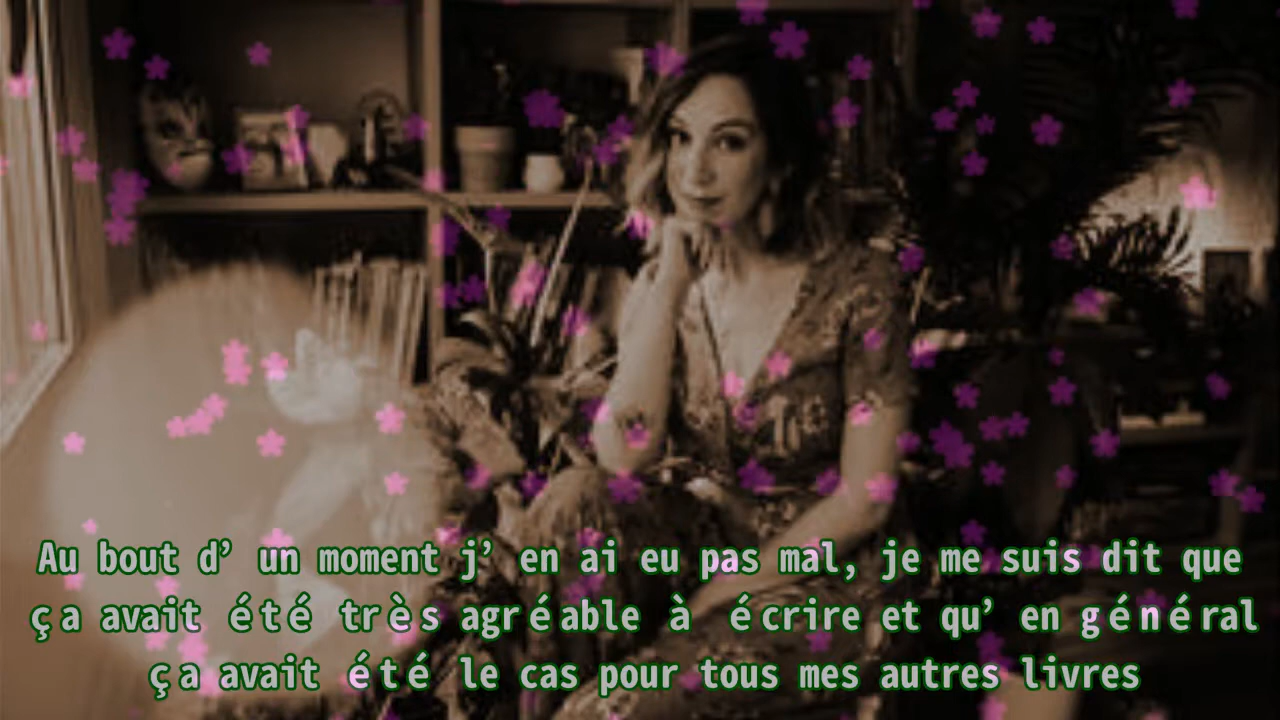 Au bout d’ un moment j’ en ai eu pas mal, je me suis dit que
ça avait été très agréable à écrire et qu’ en général
ça avait été le cas pour tous mes autres livres